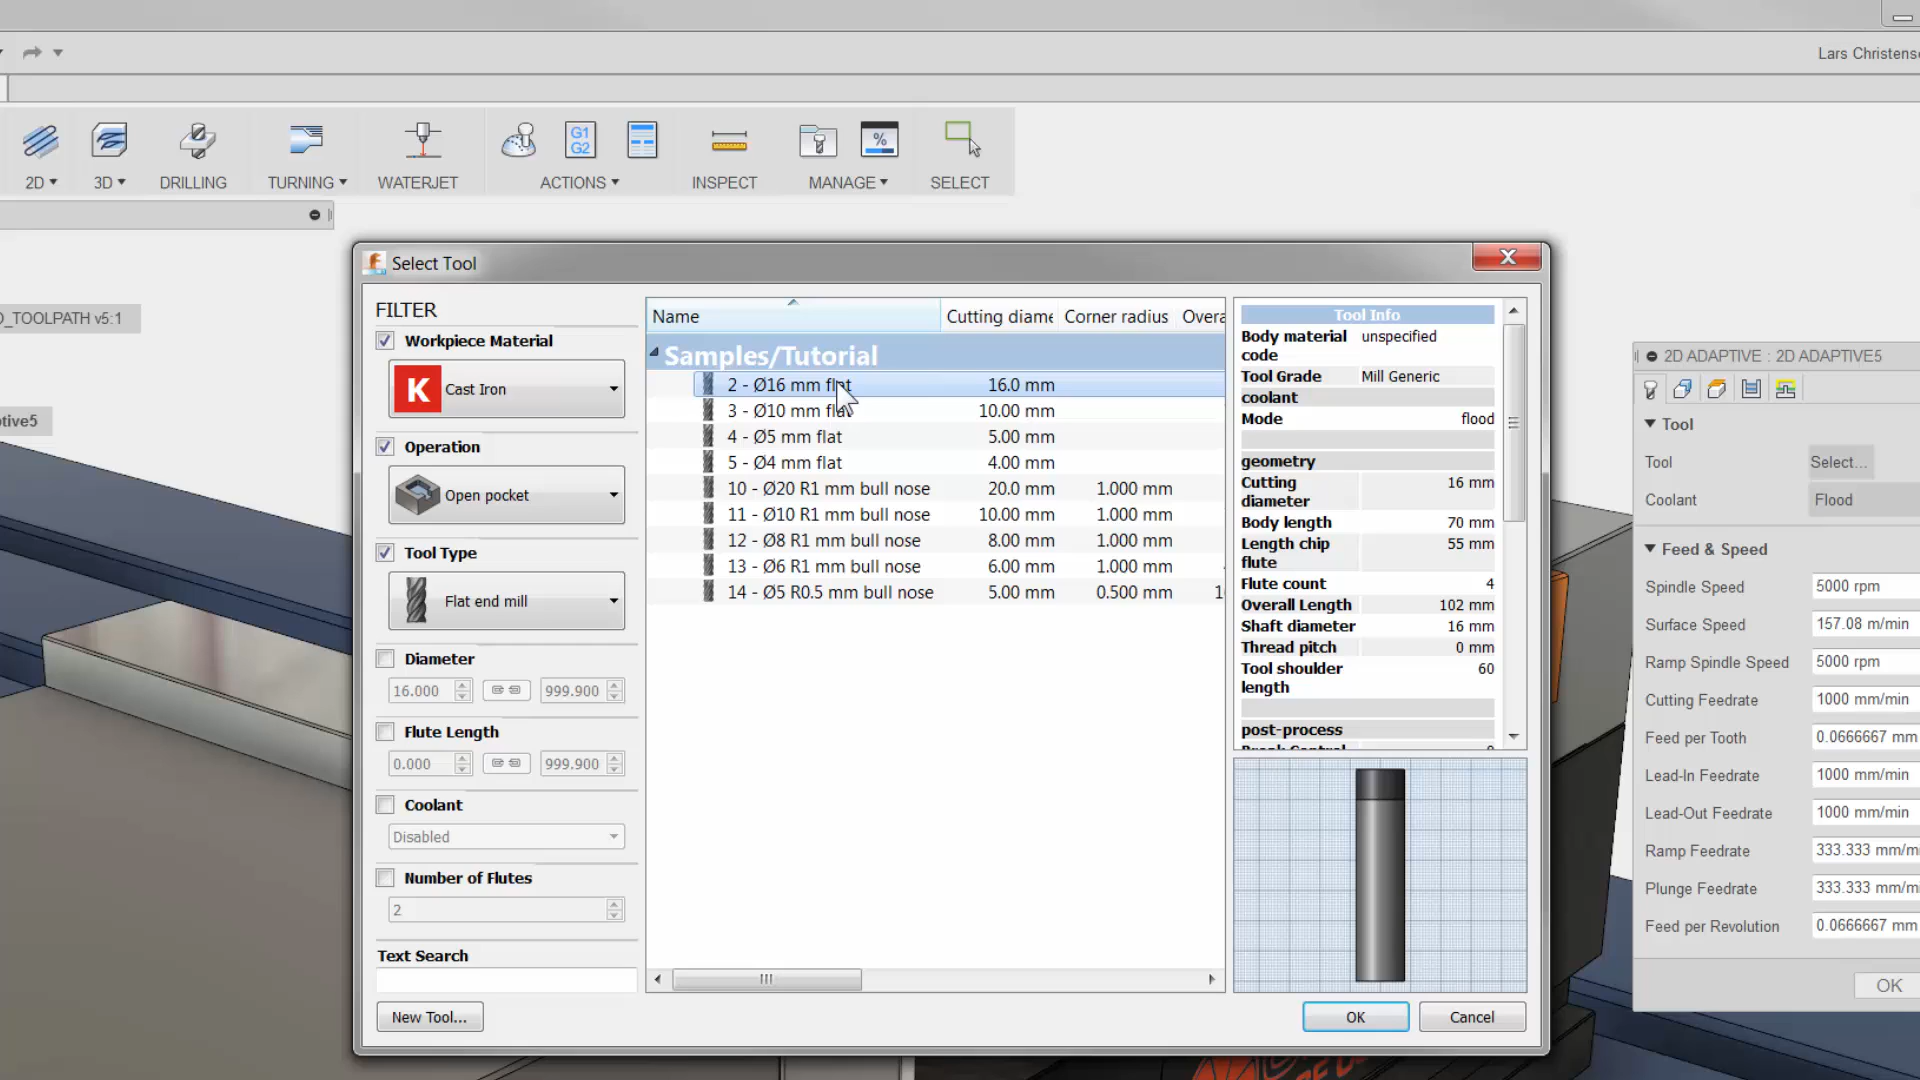 Lars Christens
2D
3D
DRILLING
TURNING
WATERJET
G1
G2
ACTIONS
INSPECT
%
MANAGE
SELECT
D_TOOLPATH v5:1
tive5
Select Tool
FILTER
Workpiece Material
K
Cast Iron
Operation
Open pocket
Tool Type
Flat end mill
Diameter
16.000
999.900
Flute Length
0.000
999.900
Coolant
Disabled
Number of Flutes
2
Text Search
New Tool...
Name Cutting diame Corner radius Overa
Samples/Tutorial
2 - Ø16 mm flat 16.0 mm
3 - Ø10 mm flat 10.00 mm
4 - Ø5 mm flat 5.00 mm
5 - Ø4 mm flat 4.00 mm
10 - Ø20 R1 mm bull nose 20.0 mm 1.000 mm
11 - Ø10 R1 mm bull nose 10.00 mm 1.000 mm
12 - Ø8 R1 mm bull nose 8.00 mm 1.000 mm
13 - Ø6 R1 mm bull nose 6.00 mm 1.000 mm
14 - Ø5 R0.5 mm bull nose 5.00 mm 0.500 mm 1
Tool Info
Body material code unspecified
Tool Grade Mill Generic
coolant
Mode flood
geometry
Cutting diameter 16 mm
Body length 70 mm
Length chip flute 55 mm
Flute count 4
Overall Length 102 mm
Shaft diameter 16 mm
Thread pitch 0 mm
Tool shoulder length 60
post-process
Break Control 0
OK
Cancel
2D ADAPTIVE : 2D ADAPTIVE5
Tool
Tool Select...
Coolant Flood
Feed & Speed
Spindle Speed 5000 rpm
Surface Speed 157.08 m/min
Ramp Spindle Speed 5000 rpm
Cutting Feedrate 1000 mm/min
Feed per Tooth 0.0666667 mm
Lead-In Feedrate 1000 mm/min
Lead-Out Feedrate 1000 mm/min
Ramp Feedrate 333.333 mm/m
Plunge Feedrate 333.333 mm/mi
Feed per Revolution 0.0666667 mm
OK